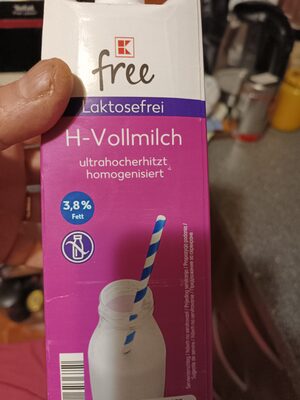 K
free
Laktosefrei
H-Vollmilch
ultrahocherhitzt
homogenisiert
3,8%
Fett